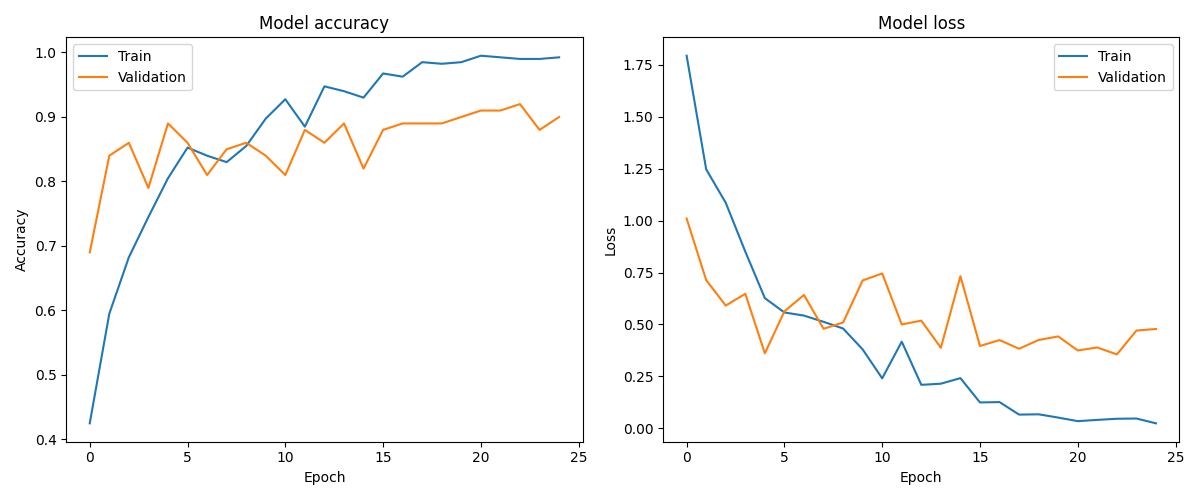 Model accuracy
Train
Validation
1.0
0.9
0.8
0.7
0.6
0.5
0.4
Accuracy
0 5 10 15 20 25
Epoch
Model loss
Train
Validation
1.75
1.50
1.25
1.00
0.75
0.50
0.25
0.00
Loss
0 5 10 15 20 25
Epoch